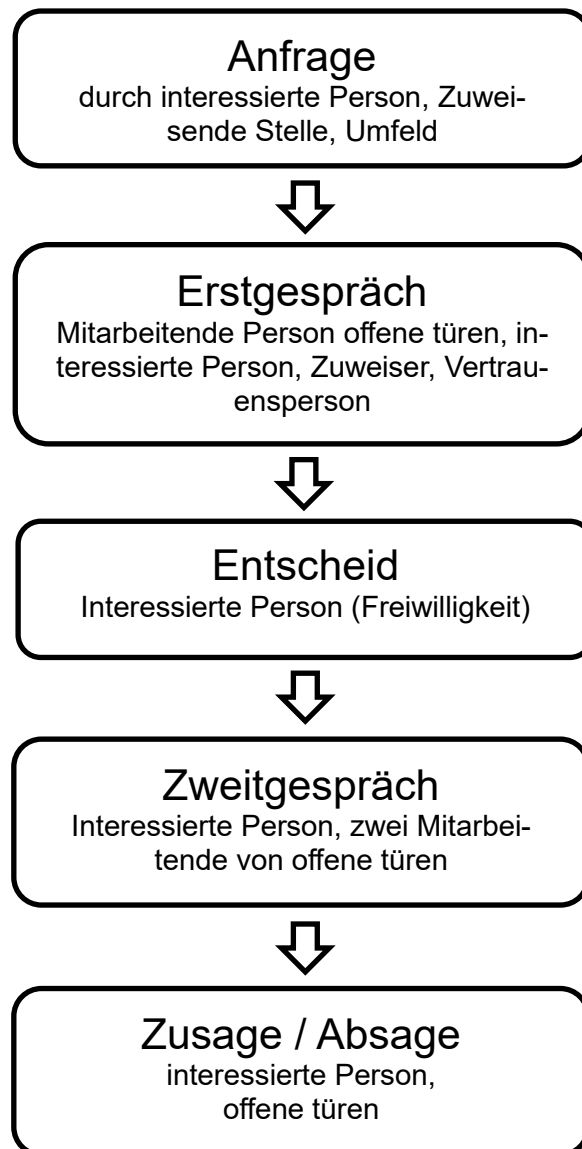 Anfrage
durch interessierte Person, Zuwei-
sende Stelle, Umfeld
Erstgespräch
Mitarbeitende Person offene türen, in-
teressierte Person, Zuweiser, Vertrau-
ensperson
Entscheid
Interessierte Person (Freiwilligkeit)
Zweitgespräch
Interessierte Person, zwei Mitarbei-
tende von offene türen
Zusage / Absage
interessierte Person,
offene türen